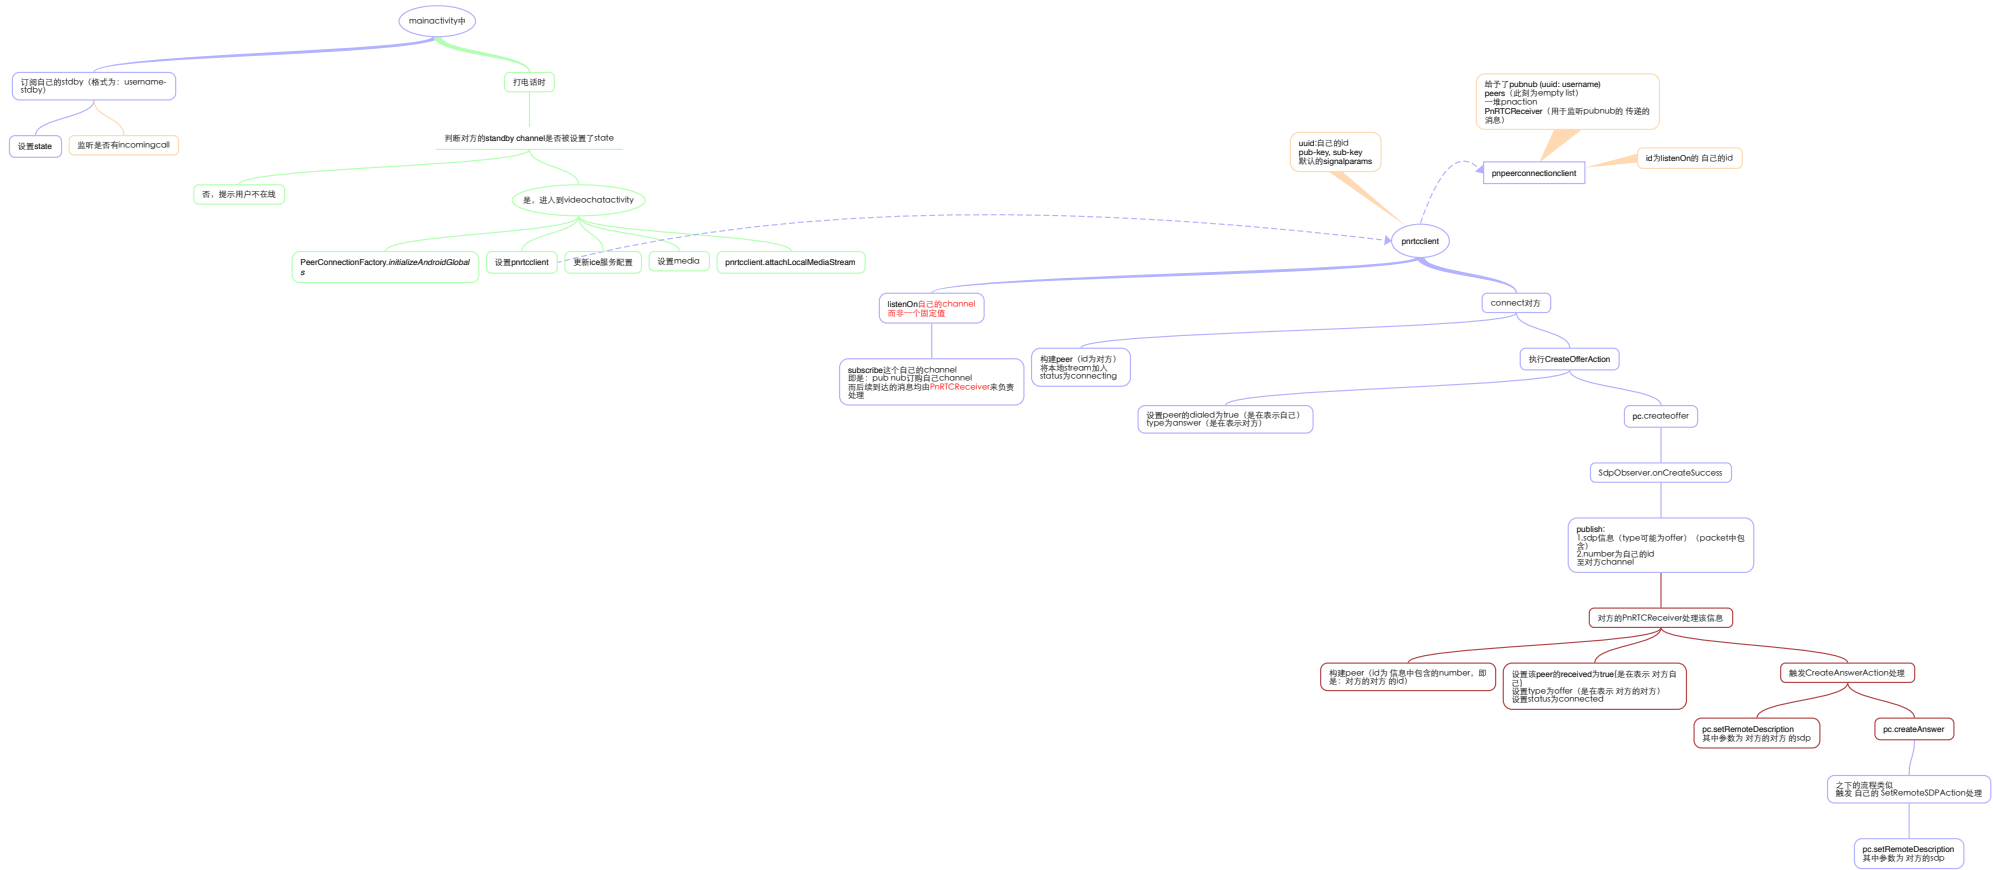 mainactivity中
订阅自己的stdby（格式为：username-
stdby）
设置state
监听是否有incomingcall
打电话时
判断对方的standby channel是否被设置了state
否，提示用户不在线
是，进入到videochatactivity
PeerConnectionFactory.initializeAndroidGlobal
s
设置pnrtcclient
更新ice服务配置
设置media
pnrtcclient.attachLocalMediaStream
给予了pubnub (uuid: username)
peers（此刻为empty list）
一堆pnaction
PnRTCReceiver（用于监听pubnub的 传递的
消息）
uuid:自己的id
pub-key, sub-key
默认的signalparams
pnpeerconnectionclient
id为listenOn的 自己的id
pnrtcclient
listenOn自己的channel
而非一个固定值
subscribe这个自己的channel
即是：pub nub订购自己channel
而后续到达的消息均由PnRTCReceiver来负责
处理
connect对方
构建peer（id为对方）
将本地stream加入
status为connecting
执行CreateOfferAction
设置peer的dialed为true（是在表示自己）
type为answer（是在表示对方）
pc.createoffer
SdpObserver.onCreateSuccess
publish:
1.sdp信息（type可能为offer）（packet中包
含）
2.number为自己的id
至对方channel
对方的PnRTCReceiver处理该信息
构建peer（id为 信息中包含的number，即
是：对方的对方 的id）
设置该peer的received为true(是在表示 对方自
己)
设置type为offer（是在表示 对方的对方）
设置status为connected
触发CreateAnswerAction处理
pc.setRemoteDescription
其中参数为 对方的对方 的sdp
pc.createAnswer
之下的流程类似
触发 自己的 SetRemoteSDPAction处理
pc.setRemoteDescription
其中参数为 对方的sdp